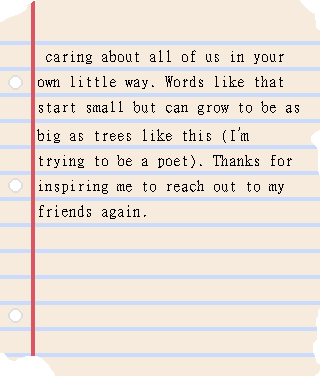 caring about all of us in your
own little way. Words like that
start small but can grow to be as
big as trees like this (I'm
trying to be a poet). Thanks for
inspiring me to reach out to my
friends again.